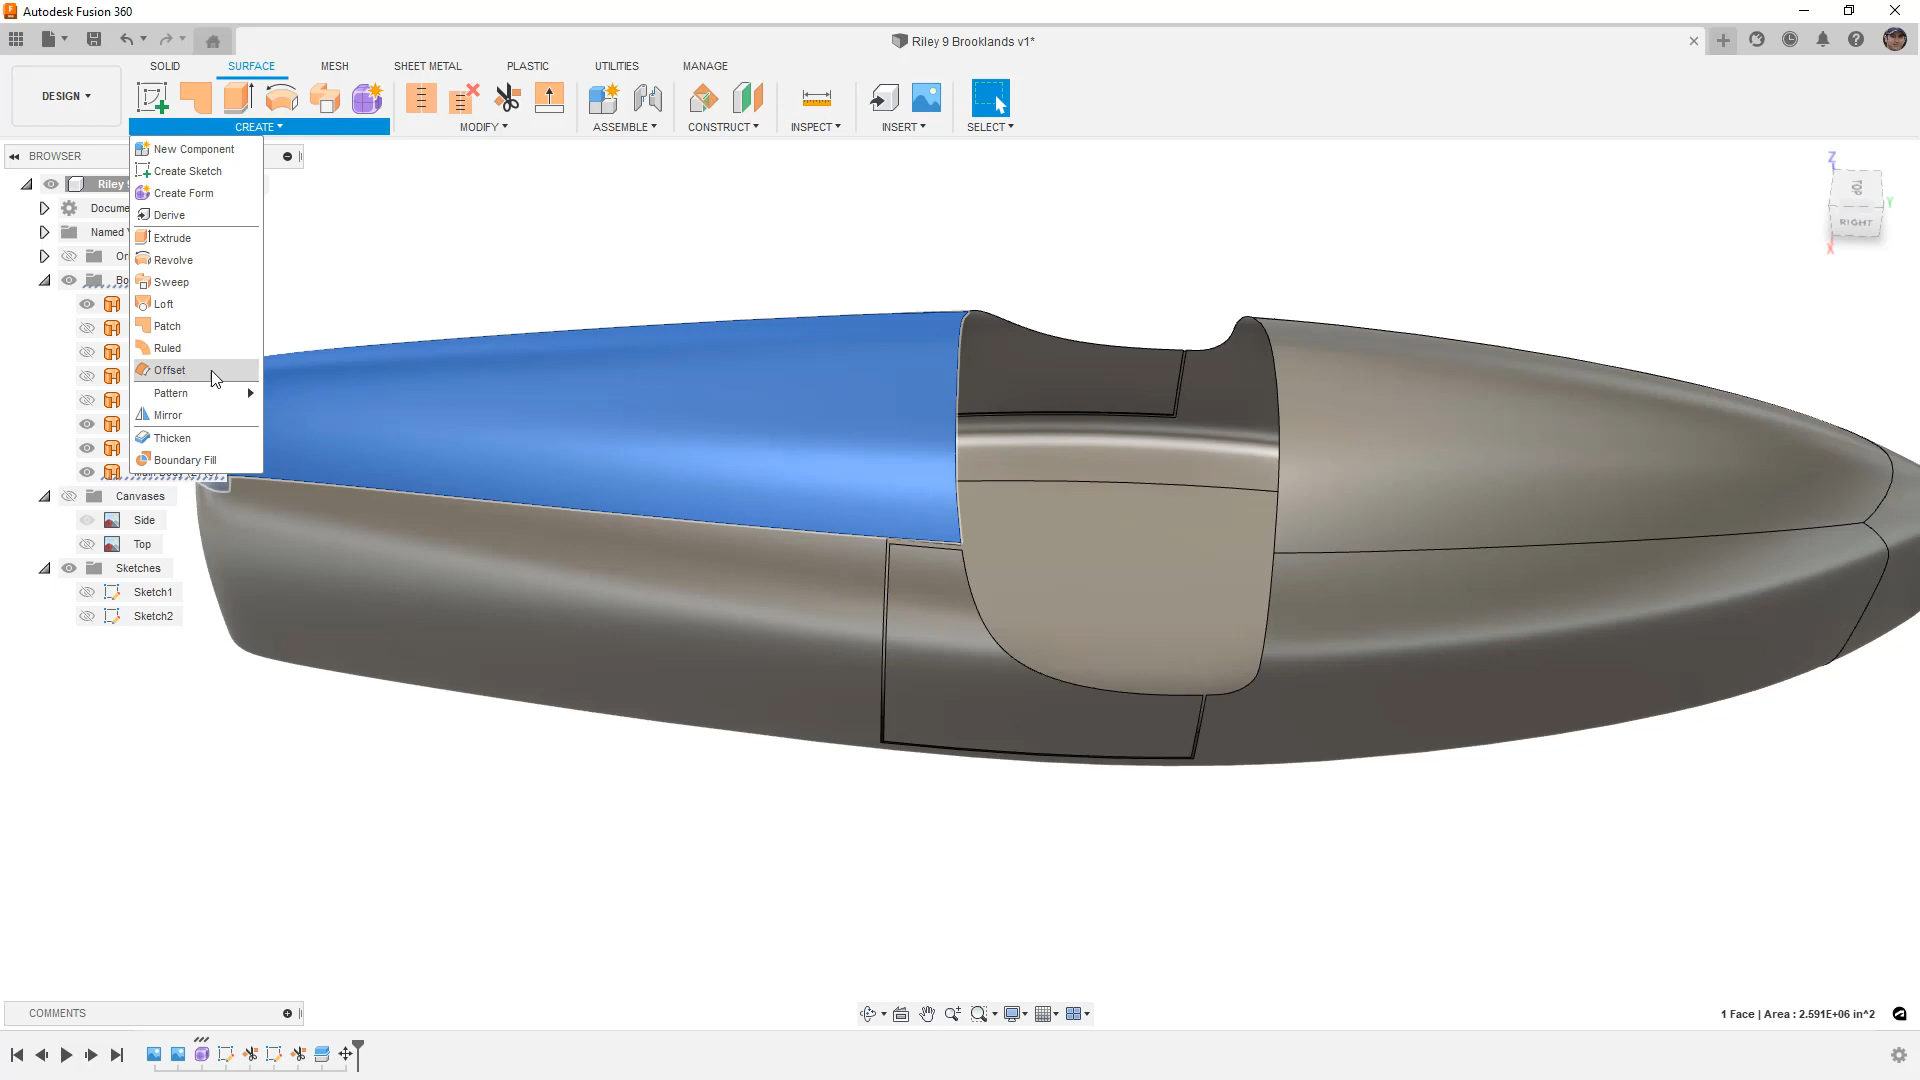 Autodesk Fusion 360
Riley 9 Brooklands v1*
SOLID SURFACE MESH SHEET METAL PLASTIC UTILITIES MANAGE
DESIGN
CREATE MODIFY ASSEMBLE CONSTRUCT INSPECT INSERT SELECT
BROWSER
Riley
Docume
Named
Or
Bo
New Component
Create Sketch
Create Form
Derive
Extrude
Revolve
Sweep
Loft
Patch
Ruled
Offset
Pattern
Mirror
Thicken
Boundary Fill
Canvases
Side
Top
Sketches
Sketch1
Sketch2
Z
TOP
Y
RIGHT
X
COMMENTS
1 Face | Area : 2.591E+06 in^2